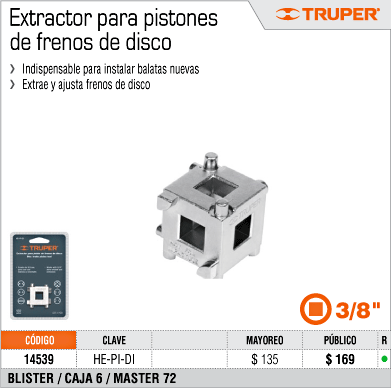 Extractor para pistones
de frenos de disco
TRUPER®
Indispensable para instalar balatas nuevas
Extrae y ajusta frenos de disco
TRUPER
3/8"
CÓDIGO CLAVE MAYOREO PÚBLICO R
14539 HE-PI-DI $ 135 $ 169
BLISTER / CAJA 6 / MASTER 72